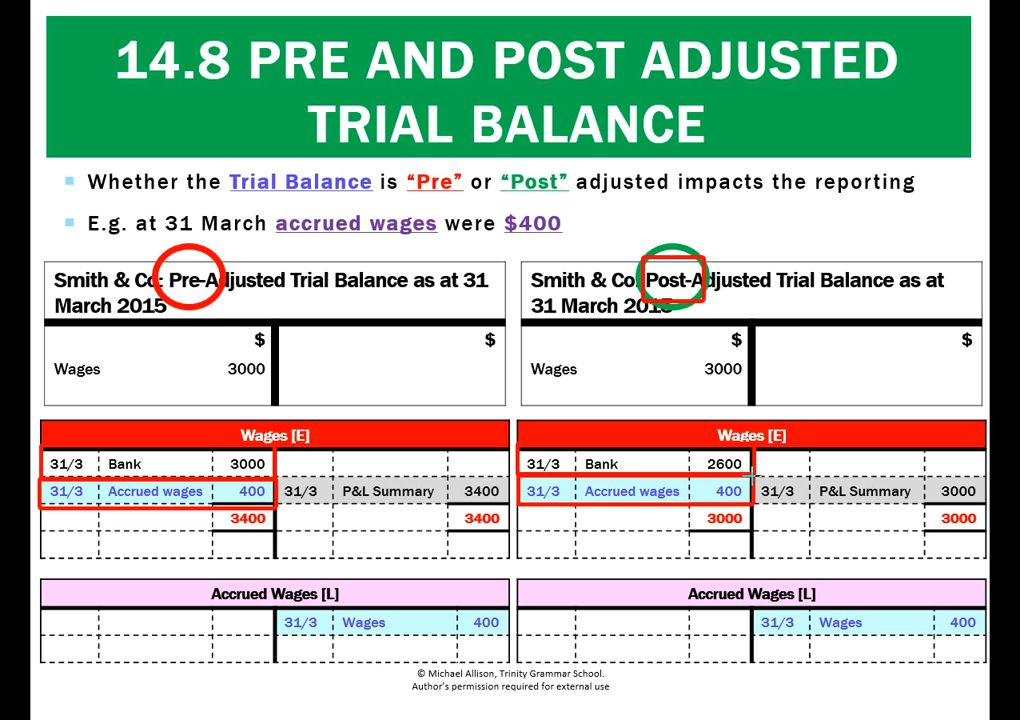 14.8 PRE AND POST ADJUSTED
TRIAL BALANCE
Whether the Trial Balance is “Pre” or “Post” adjusted impacts the reporting
E.g. at 31 March accrued wages were $400
Smith & Co: Pre-Adjusted Trial Balance as at 31
March 2015
$ $
Wages 3000
Smith & Co: Post-Adjusted Trial Balance as at
31 March 2015
$ $
Wages 3000
Wages [E]
31/3 Bank 3000
31/3 Accrued wages 400 31/3 P&L Summary 3400
3400 3400
Wages [E]
31/3 Bank 2600
31/3 Accrued wages 400 31/3 P&L Summary 3000
3000 3000
Accrued Wages [L]
31/3 Wages 400
Accrued Wages [L]
31/3 Wages 400
© Michael Allison, Trinity Grammar School.
Author’s permission required for external use